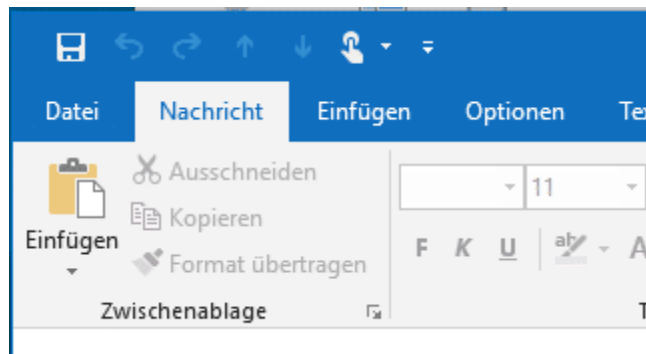 Datei Nachricht Einfügen Optionen
Ausschneiden
Kopieren
Einfügen
Format übertragen
11
F K U
Zwischenablage